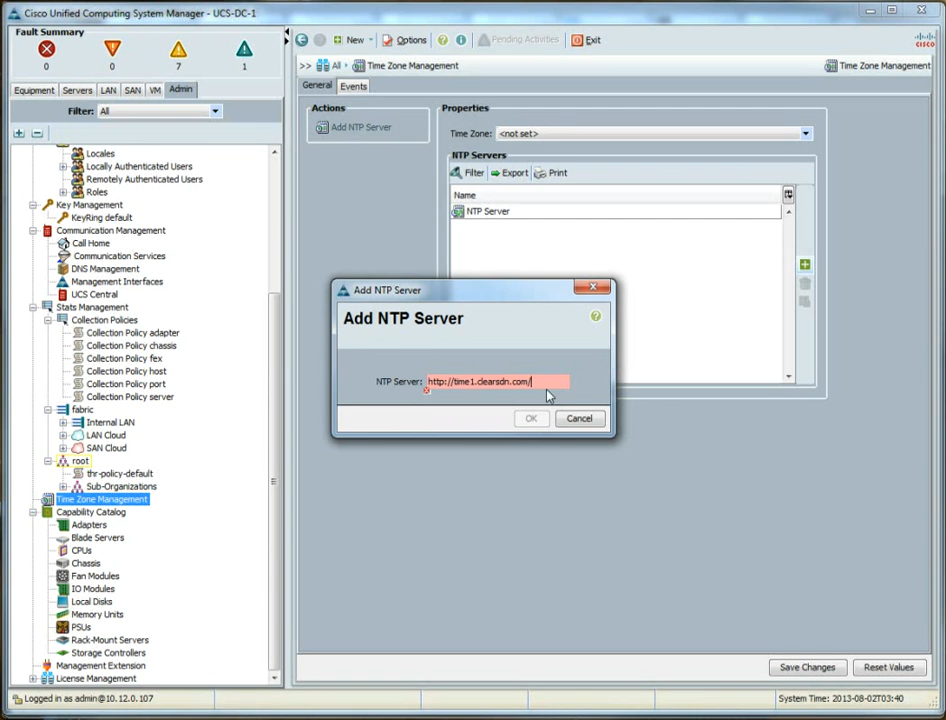 Cisco Unified Computing System Manager - UCS-DC-1
Fault Summary
0 0 7 1
New Options Pending Activities Exit
CISCO
>> All Time Zone Management Time Zone Management
Equipment Servers LAN SAN VM Admin
Filter: All
General Events
Actions
Add NTP Server
Properties
Time Zone: <not set>
NTP Servers
Filter Export Print
Name
NTP Server
Locales
Locally Authenticated Users
Remotely Authenticated Users
Roles
Key Management
KeyRing default
Communication Management
Call Home
Communication Services
DNS Management
Management Interfaces
UCS Central
Stats Management
Collection Policies
Collection Policy adapter
Collection Policy chassis
Collection Policy fex
Collection Policy host
Collection Policy port
Collection Policy server
fabric
Internal LAN
LAN Cloud
SAN Cloud
root
thr-policy-default
Sub-Organizations
Time Zone Management
Capability Catalog
Adapters
Blade Servers
CPUs
Chassis
Fan Modules
IO Modules
Local Disks
Memory Units
PSUs
Rack-Mount Servers
Storage Controllers
Management Extension
License Management
Add NTP Server
Add NTP Server
NTP Server: http://time1.clearsdn.com/
OK Cancel
Save Changes Reset Values
Logged in as admin@10.12.0.107
System Time: 2013-08-02T03:40